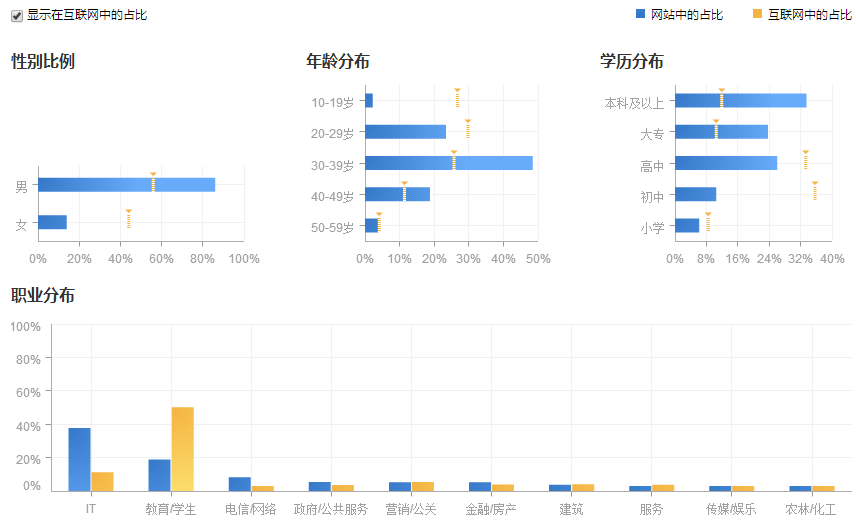 显示在互联网中的占比
网站中的占比 互联网中的占比
性别比例
男
女
0% 20% 40% 60% 80% 100%
年龄分布
10-19岁
20-29岁
30-39岁
40-49岁
50-59岁
0% 10% 20% 30% 40% 50%
学历分布
本科及以上
大专
高中
初中
小学
0% 8% 16% 24% 32% 40%
职业分布
100%
80%
60%
40%
20%
0%
IT 教育/学生 电信/网络 政府/公共服务 营销/公关 金融/房产 建筑 服务 传媒/娱乐 农林/化工